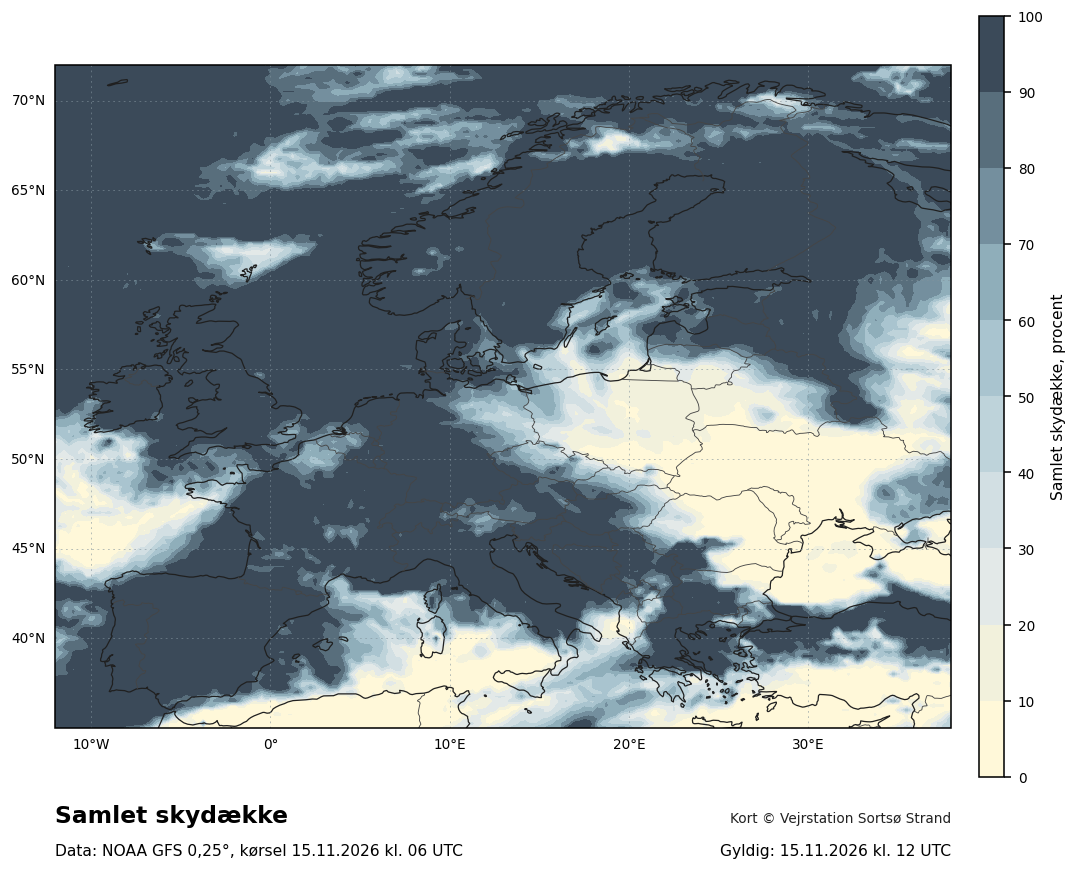 100
90
80
70
60
50
40
30
20
10
0
Samlet skydække, procent
70°N
65°N
60°N
55°N
50°N
45°N
40°N
10°W
0°
10°E
20°E
30°E
Samlet skydække
Kort © Vejrstation Sortsø Strand
Data: NOAA GFS 0,25°, kørsel 15.11.2026 kl. 06 UTC
Gyldig: 15.11.2026 kl. 12 UTC